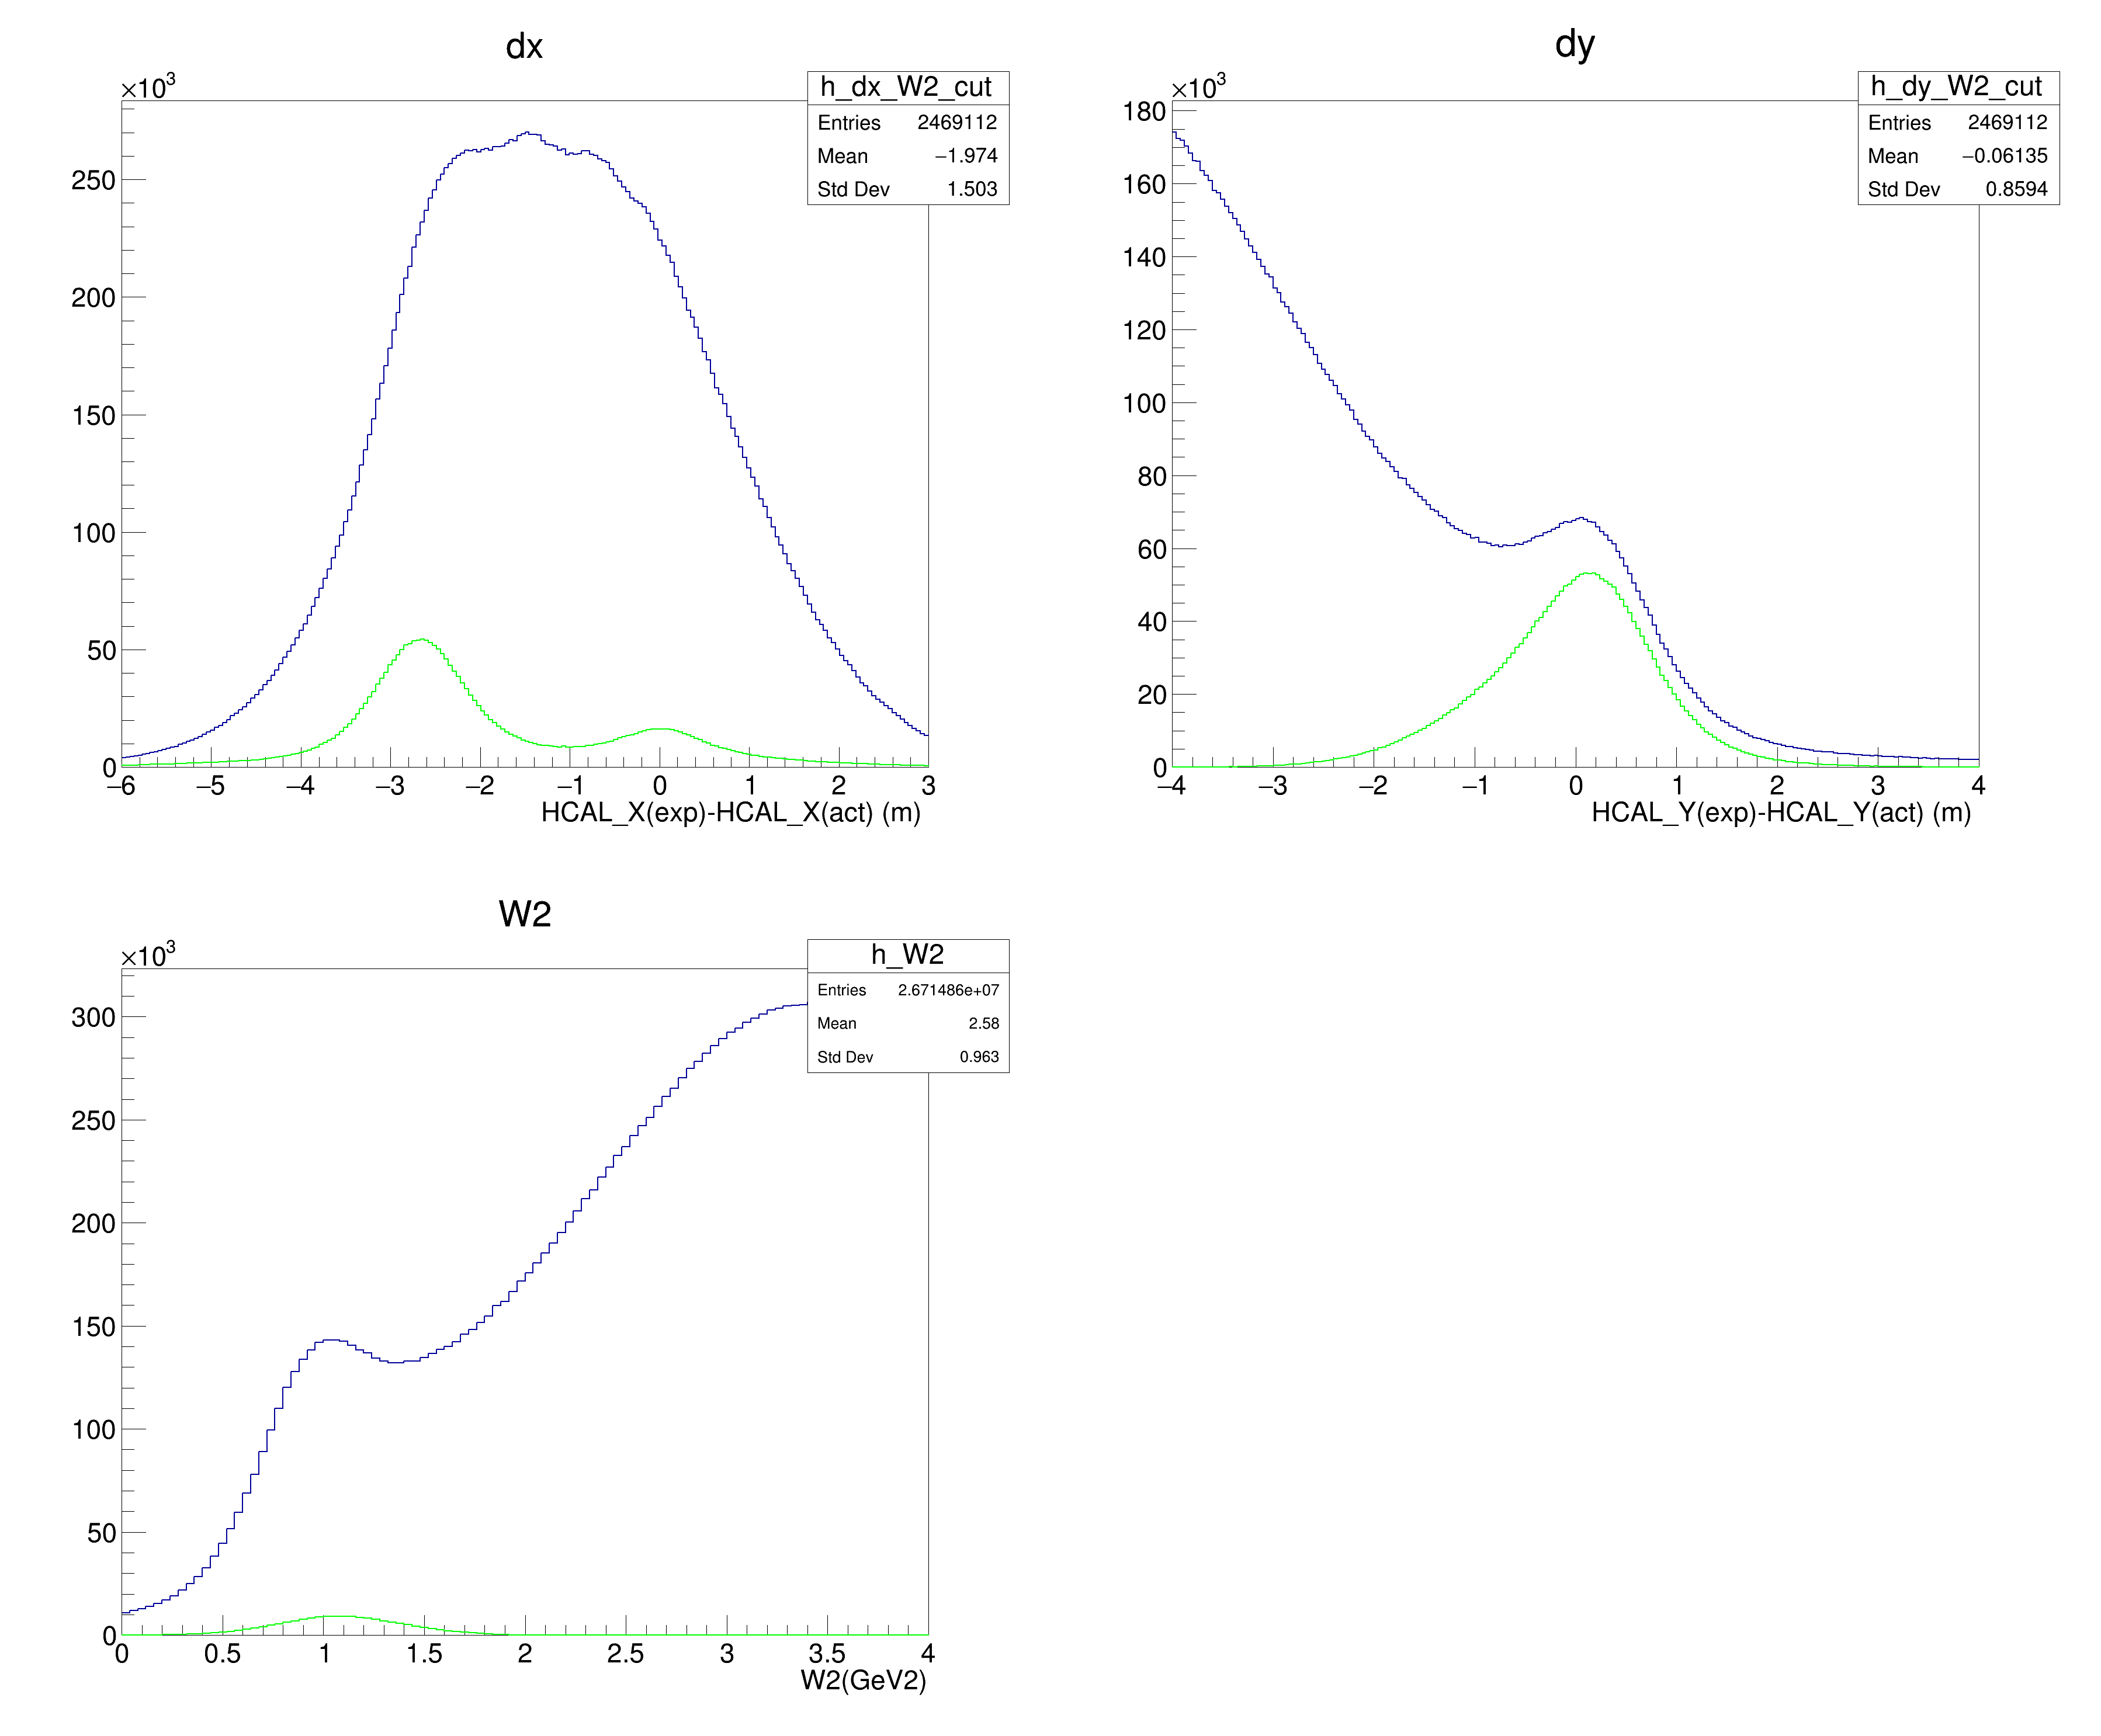 dx
×10³
h_dx_W2_cut
Entries 2469112
Mean −1.974
Std Dev 1.503
250
200
150
100
50
0
−6 −5 −4 −3 −2 −1 0 1 2 3
HCAL_X(exp)-HCAL_X(act) (m)
dy
×10³
h_dy_W2_cut
Entries 2469112
Mean −0.06135
Std Dev 0.8594
180
160
140
120
100
80
60
40
20
0
−4 −3 −2 −1 0 1 2 3 4
HCAL_Y(exp)-HCAL_Y(act) (m)
W2
×10³
h_W2
Entries 2.671486e+07
Mean 2.58
Std Dev 0.963
300
250
200
150
100
50
0
0 0.5 1 1.5 2 2.5 3 3.5 4
W2(GeV2)